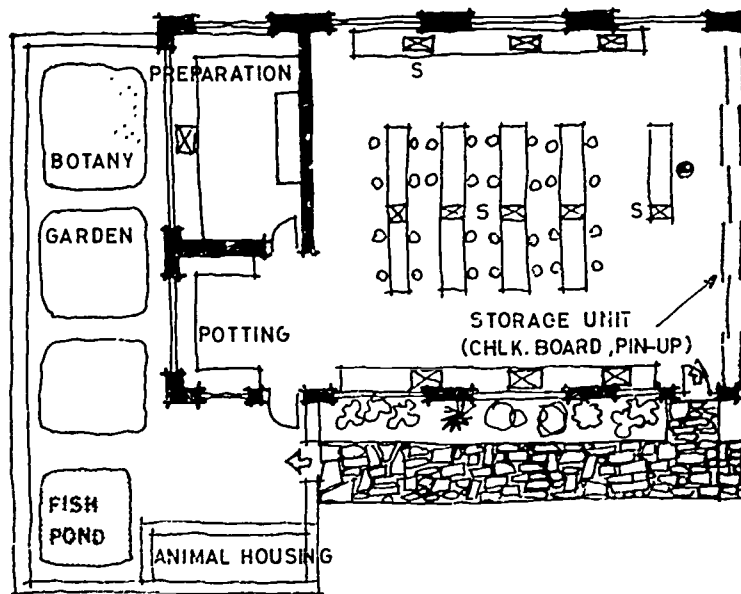 PREPARATION
S
BOTANY
GARDEN
S
S
POTTING
STORAGE UNIT
(CHLK. BOARD, PIN-UP)
FISH
POND
ANIMAL HOUSING